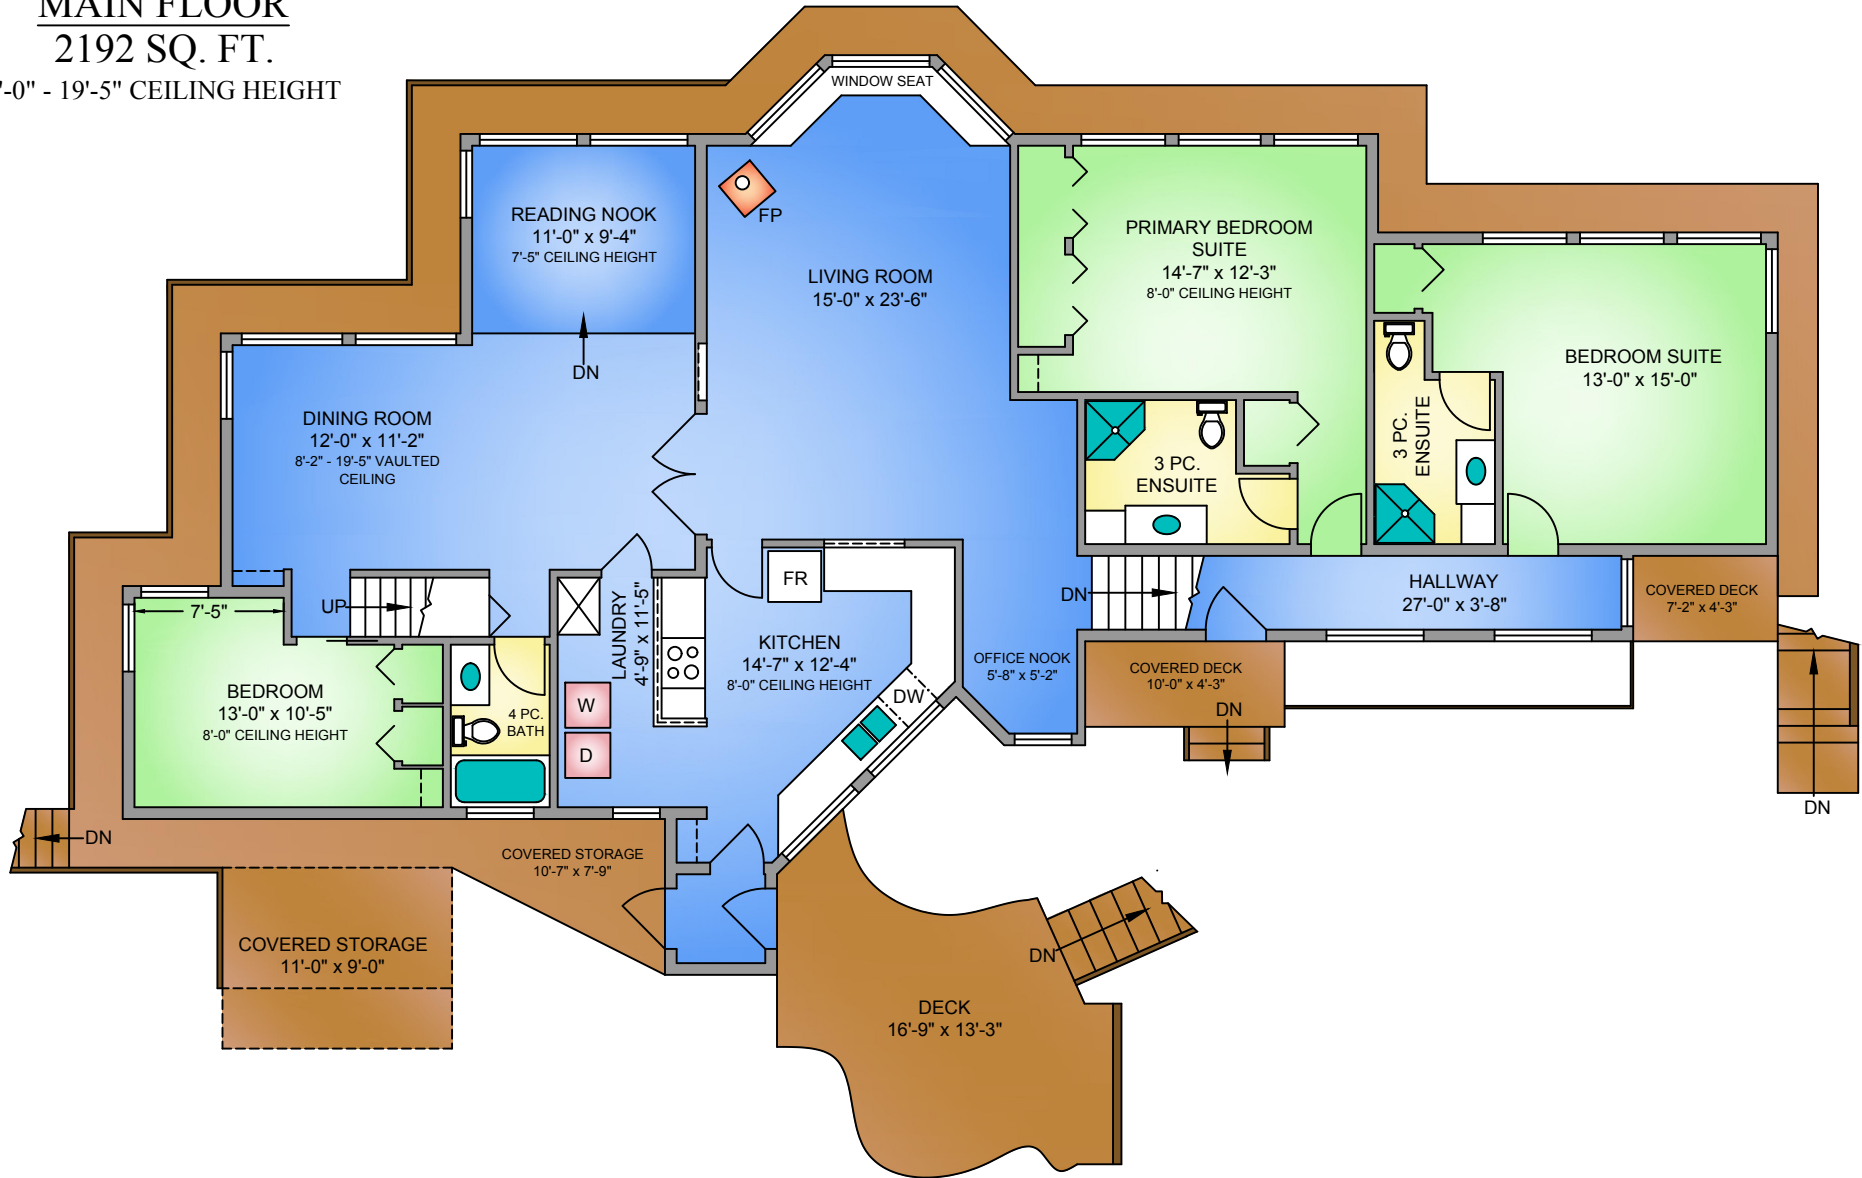 MAIN FLOOR
2192 SQ. FT.
'-0" - 19'-5" CEILING HEIGHT
WINDOW SEAT
READING NOOK
11'-0" x 9'-4"
7'-5" CEILING HEIGHT
DN
FP
LIVING ROOM
15'-0" x 23'-6"
PRIMARY BEDROOM
SUITE
14'-7" x 12'-3"
8'-0" CEILING HEIGHT
BEDROOM SUITE
13'-0" x 15'-0"
3 PC.
ENSUITE
3 PC.
ENSUITE
DINING ROOM
12'-0" x 11'-2"
8'-2" - 19'-5" VAULTED
CEILING
UP
7'-5"
BEDROOM
13'-0" x 10'-5"
8'-0" CEILING HEIGHT
4 PC.
BATH
LAUNDRY
4'-9" x 11'-5"
W
D
FR
KITCHEN
14'-7" x 12'-4"
8'-0" CEILING HEIGHT
DW
OFFICE NOOK
5'-8" x 5'-2"
DN
HALLWAY
27'-0" x 3'-8"
COVERED DECK
7'-2" x 4'-3"
COVERED DECK
10'-0" x 4'-3"
DN
DN
DN
COVERED STORAGE
10'-7" x 7'-9"
COVERED STORAGE
11'-0" x 9'-0"
DN
DECK
16'-9" x 13'-3"